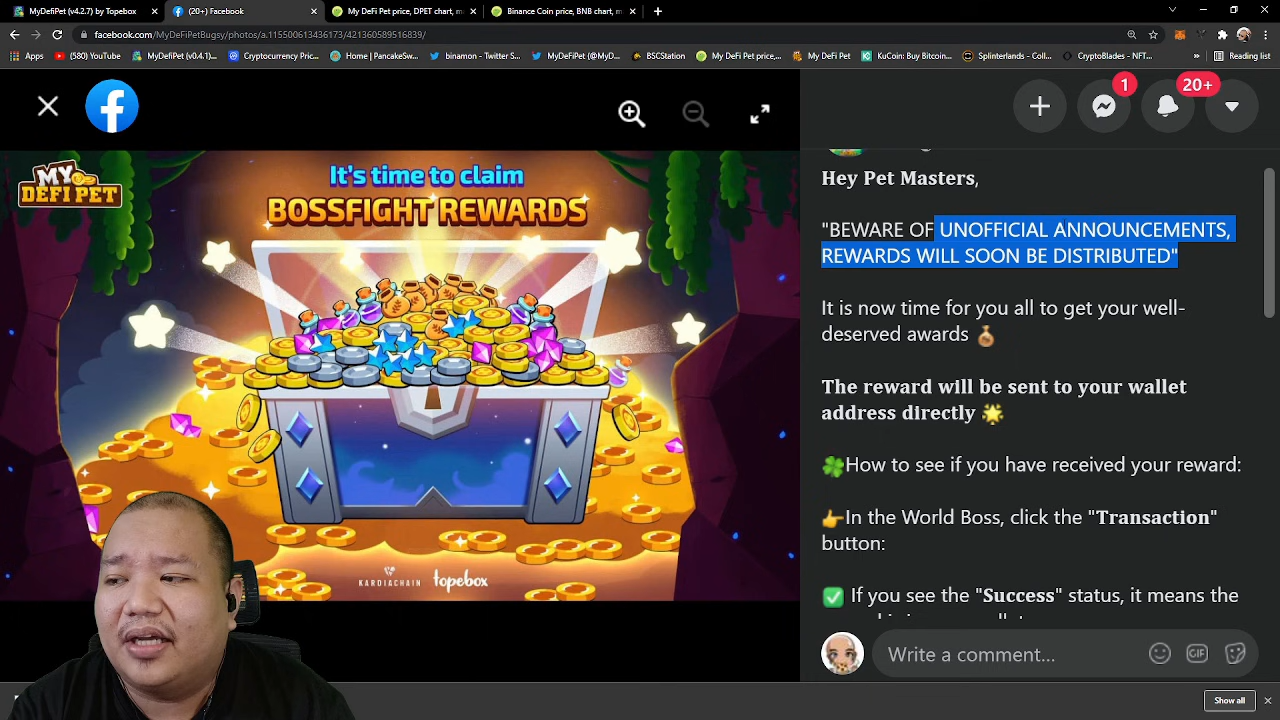 MyDefiPet (v4.2.7) by Topebox
(20+) Facebook
My DeFi Pet price, DPET chart, m
Binance Coin price, BNB chart, m
facebook.com/MyDefiPetBugsy/photos/a.115500613436173/421360589516839/
Apps
(580) YouTube
MyDefiPet (v0.4.1)...
Cryptocurrency Pric...
Home | PancakeSw...
binamon - Twitter S...
MyDefiPet (@MyD...
BSCStation
My DeFi Pet price,...
My DeFi Pet
KuCoin: Buy Bitcoin...
Splinterlands - Coll...
CryptoBlades - NFT...
»
Reading list
1
20+
MY
DEFI PET
It's time to claim
BOSSFIGHT REWARDS
KARDIACHAIN topebox
Hey Pet Masters,
"BEWARE OF UNOFFICIAL ANNOUNCEMENTS,
REWARDS WILL SOON BE DISTRIBUTED"
It is now time for you all to get your well-
deserved awards 💰
The reward will be sent to your wallet
address directly 🌟
🍀How to see if you have received your reward:
👉In the World Boss, click the "Transaction"
button:
✅ If you see the "Success" status, it means the
Write a comment...
GIF
Show all